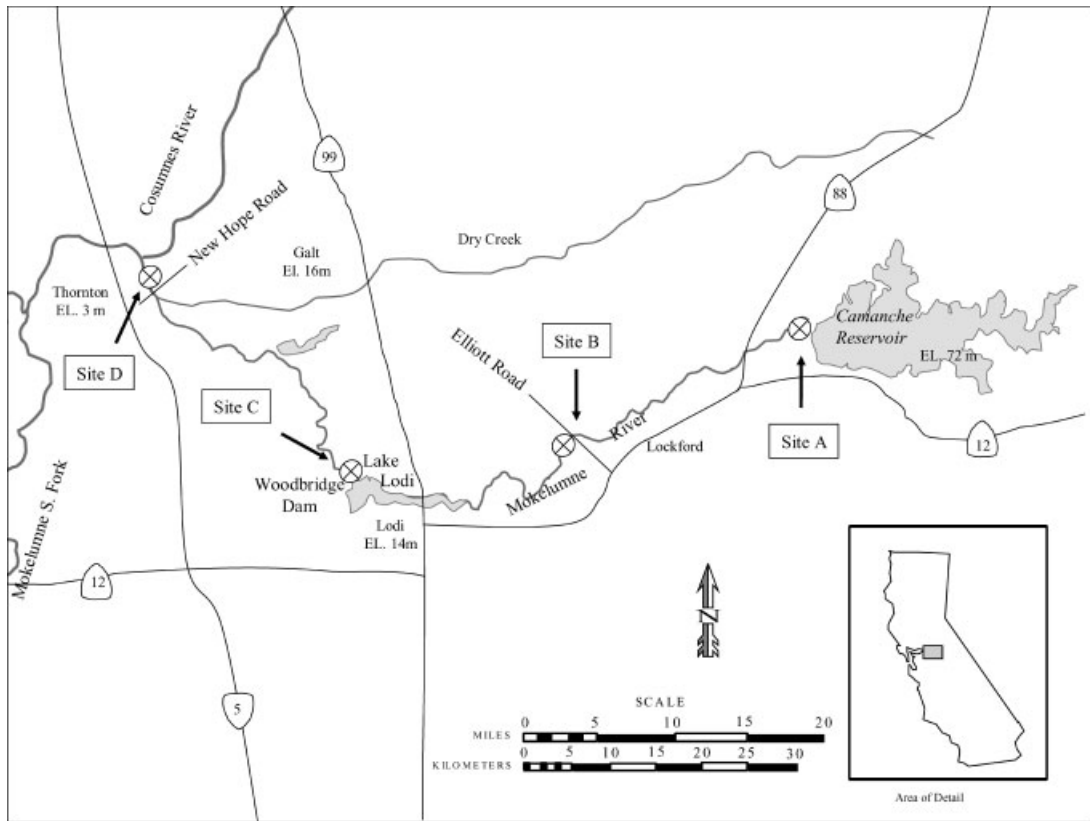 Cosumnes River
New Hope Road
99
88
Dry Creek
Galt
El. 16m
Thornton
EL. 3 m
Camanche
Reservoir
EL. 72 m
Elliott Road
Site B
Site D
Site C
River
Lockford
Site A
12
Mokelumne
Lake
Lodi
Woodbridge
Dam
Lodi
EL. 14m
Mokelumne S. Fork
12
N
5
SCALE
0 5 10 15 20
MILES
0 5 10 15 20 25 30
KILOMETERS
Area of Detail